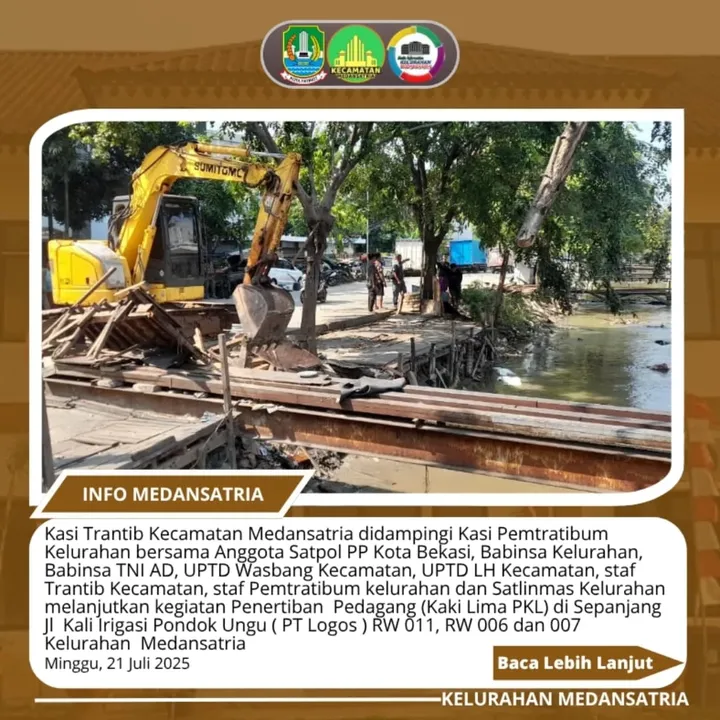 KECAMATAN
MEDANSATRIA
SUMITOMO
INFO MEDANSATRIA
Kasi Trantib Kecamatan Medansatria didampingi Kasi Pemtratibum
Kelurahan bersama Anggota Satpol PP Kota Bekasi, Babinsa Kelurahan,
Babinsa TNI AD, UPTD Wasbang Kecamatan, UPTD LH Kecamatan, staf
Trantib Kecamatan, staf Pemtratibum kelurahan dan Satlinmas Kelurahan
melanjutkan kegiatan Penertiban  Pedagang (Kaki Lima PKL) di Sepanjang
Jl  Kali Irigasi Pondok Ungu ( PT Logos ) RW 011, RW 006 dan 007
Kelurahan  Medansatria
Minggu, 21 Juli 2025
Baca Lebih Lanjut
KELURAHAN MEDANSATRIA